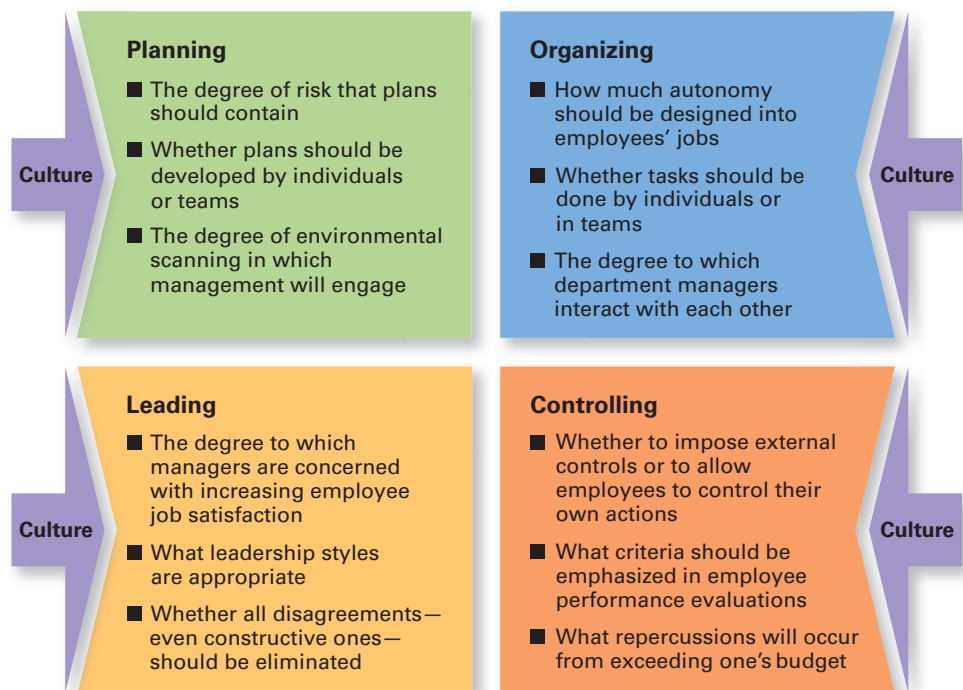 Culture
Planning
■ The degree of risk that plans
should contain
■ Whether plans should be
developed by individuals
or teams
■ The degree of environmental
scanning in which
management will engage
Organizing
■ How much autonomy
should be designed into
employees’ jobs
■ Whether tasks should be
done by individuals or
in teams
■ The degree to which
department managers
interact with each other
Culture
Culture
Leading
■ The degree to which
managers are concerned
with increasing employee
job satisfaction
■ What leadership styles
are appropriate
■ Whether all disagreements—
even constructive ones—
should be eliminated
Controlling
■ Whether to impose external
controls or to allow
employees to control their
own actions
■ What criteria should be
emphasized in employee
performance evaluations
■ What repercussions will occur
from exceeding one’s budget
Culture